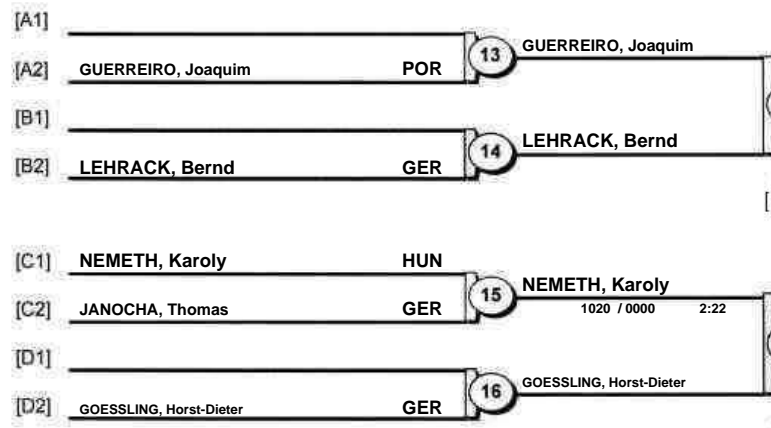 [A1]
13 GUERREIRO, Joaquim
[A2] GUERREIRO, Joaquim POR
[B1]
14 LEHRACK, Bernd
[B2] LEHRACK, Bernd GER
[
[C1] NEMETH, Karoly HUN
15 NEMETH, Karoly
[C2] JANOCHA, Thomas GER
1020 / 0000 2:22
[D1]
16 GOESSLING, Horst-Dieter
[D2] GOESSLING, Horst-Dieter GER